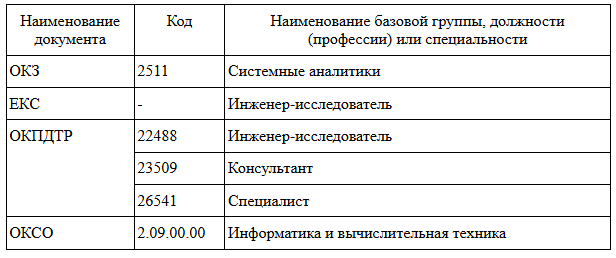 Наименование документа | Код | Наименование базовой группы, должности (профессии) или специальности
ОКЗ | 2511 | Системные аналитики
ЕКС | - | Инженер-исследователь
ОКПДТР | 22488 | Инженер-исследователь
23509 | Консультант
26541 | Специалист
ОКСО | 2.09.00.00 | Информатика и вычислительная техника